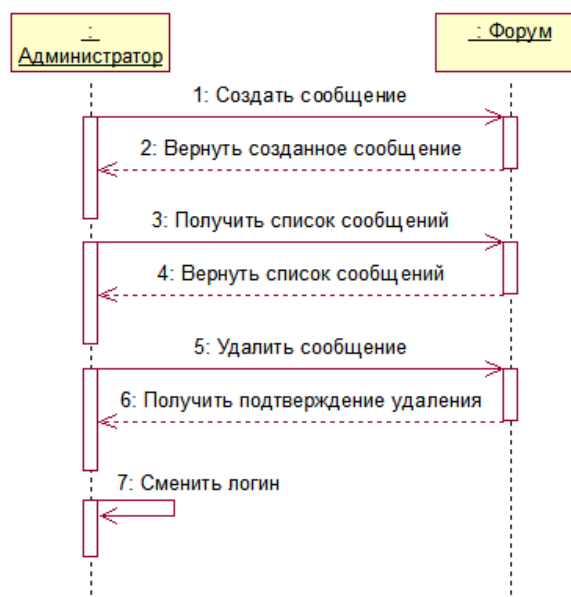 :
Администратор
: Форум
1: Создать сообщение
2: Вернуть созданное сообщение
3: Получить список сообщений
4: Вернуть список сообщений
5: Удалить сообщение
6: Получить подтверждение удаления
7: Сменить логин